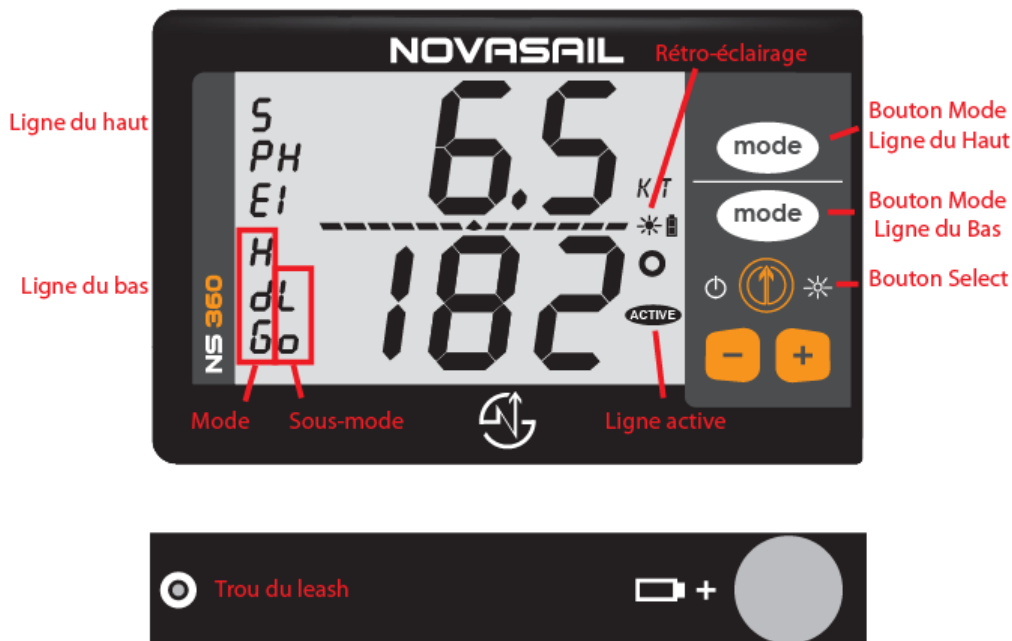 NOVASAIL
Rétro-éclairage
Ligne du haut
S
PH
EI
6.5
KT
mode
Bouton Mode
Ligne du Haut
mode
Bouton Mode
Ligne du Bas
Ligne du bas
H
dL
Go
182
ACTIVE
Bouton Select
- +
NS 360
Mode
Sous-mode
Ligne active
Trou du leash
+